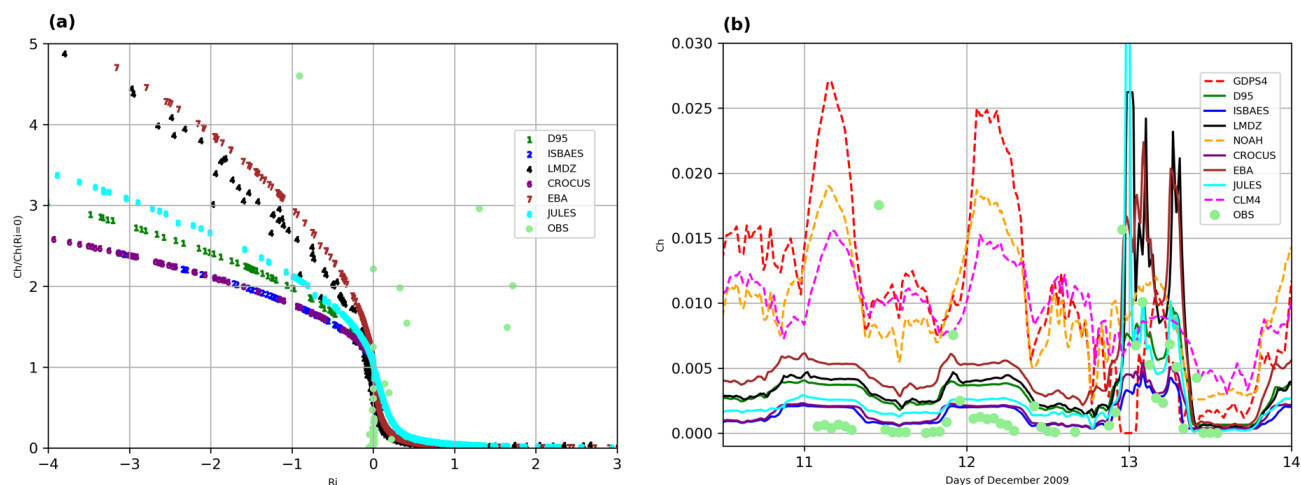 (a)
Ch/Ch(Ri=0)
5
4
3
2
1
0
−4
−3
−2
−1
0
1
2
3
Ri
1 D95
2 ISBAES
4 LMDZ
6 CROCUS
7 EBA
8 JULES
OBS
(b)
Ch
0.030
0.025
0.020
0.015
0.010
0.005
0.000
11
12
13
14
Days of December 2009
GDPS4
D95
ISBAES
LMDZ
NOAH
CROCUS
EBA
JULES
CLM4
OBS